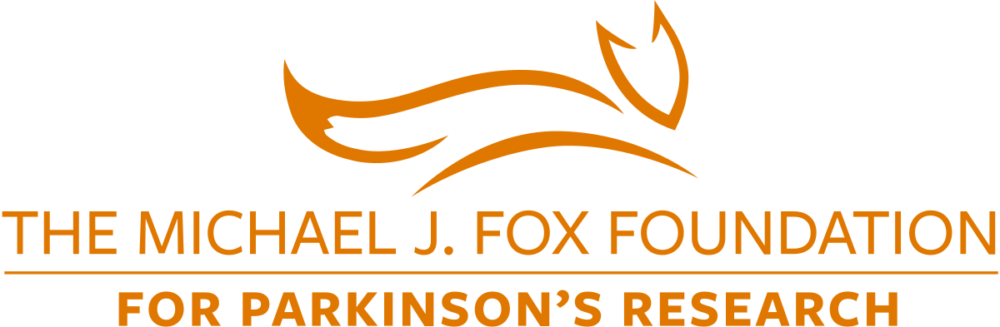 THE MICHAEL J. FOX FOUNDATION
FOR PARKINSON’S RESEARCH